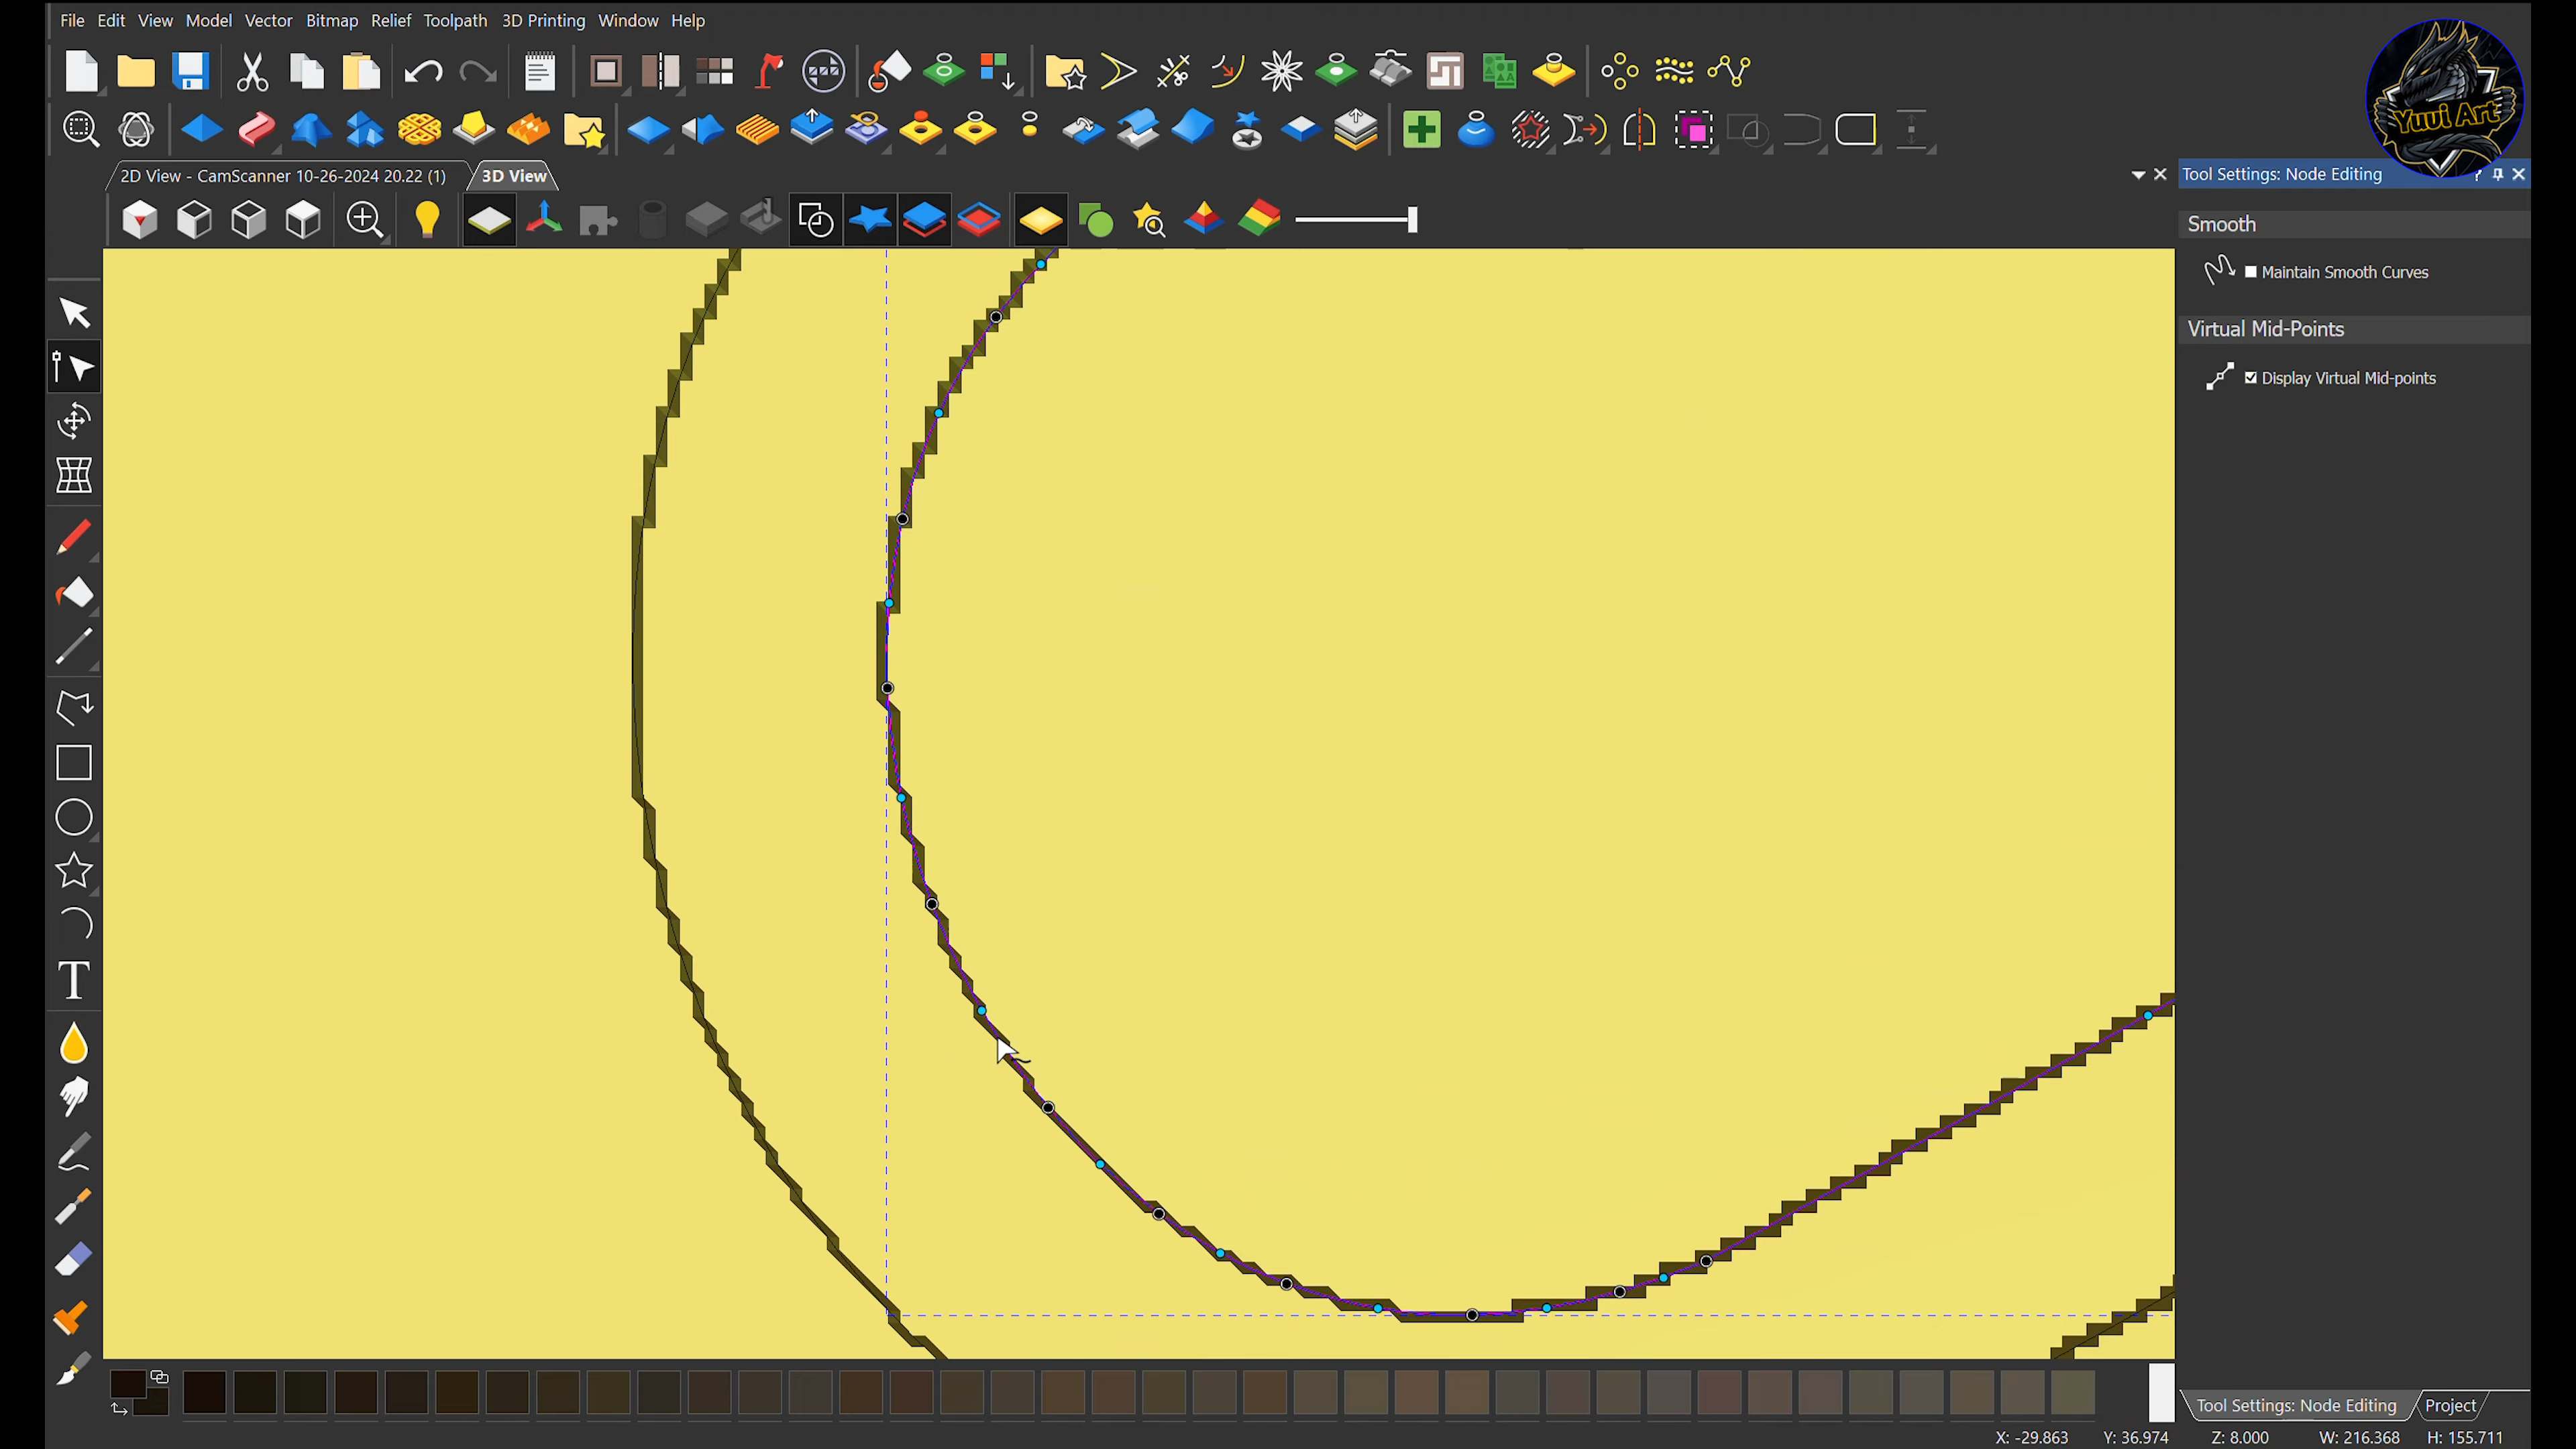 File Edit View Model Vector Bitmap Relief Toolpath 3D Printing Window Help
Yuvi Art
2D View - CamScanner 10-26-2024 20.22 (1)
3D View
Tool Settings: Node Editing
Smooth
Maintain Smooth Curves
Virtual Mid-Points
Display Virtual Mid-points
T
Tool Settings: Node Editing
Project
X: -29.863 Y: 36.974 Z: 8.000 W: 216.368 H: 155.711